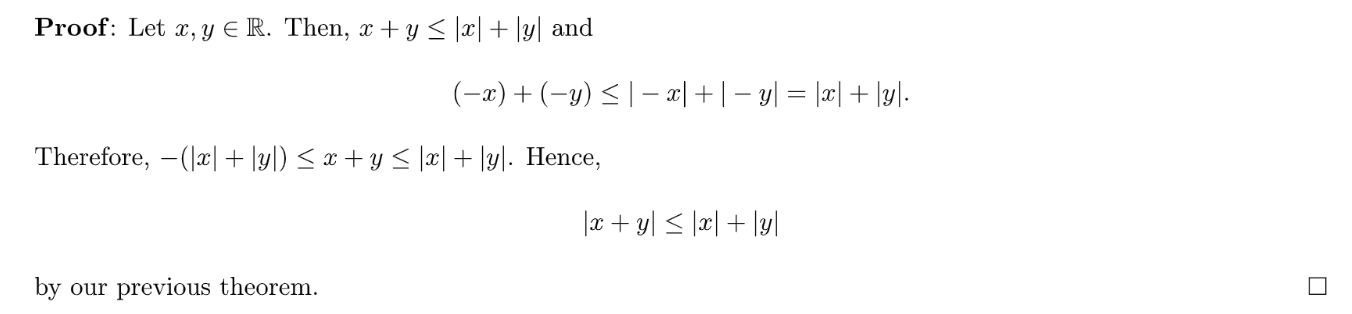 Proof: Let x, y ∈ ℝ. Then, x + y ≤ |x| + |y| and
(−x) + (−y) ≤ | − x| + | − y| = |x| + |y|.
Therefore, −(|x| + |y|) ≤ x + y ≤ |x| + |y|. Hence,
|x + y| ≤ |x| + |y|
by our previous theorem. □